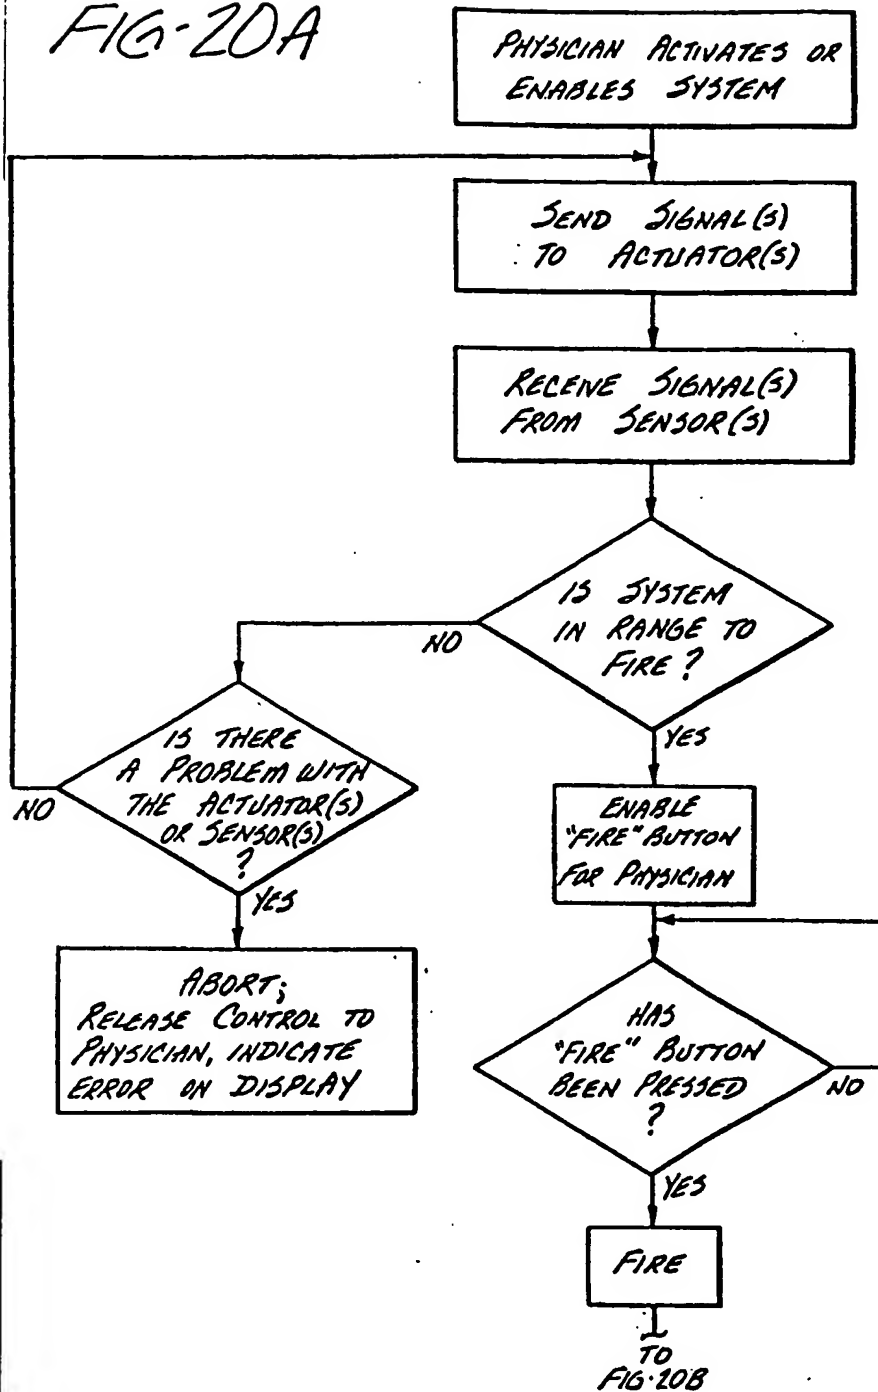 FIG-20A
PHYSICIAN ACTIVATES OR
ENABLES SYSTEM
SEND SIGNAL(S)
TO ACTUATOR(S)
RECEIVE SIGNAL(S)
FROM SENSOR(S)
IS SYSTEM
IN RANGE TO
FIRE?
NO
YES
IS THERE
A PROBLEM WITH
THE ACTUATOR(S)
OR SENSOR(S)
?
NO
YES
ENABLE
"FIRE" BUTTON
FOR PHYSICIAN
ABORT;
RELEASE CONTROL TO
PHYSICIAN, INDICATE
ERROR ON DISPLAY
HAS
"FIRE" BUTTON
BEEN PRESSED
?
NO
YES
FIRE
TO
FIG-20B